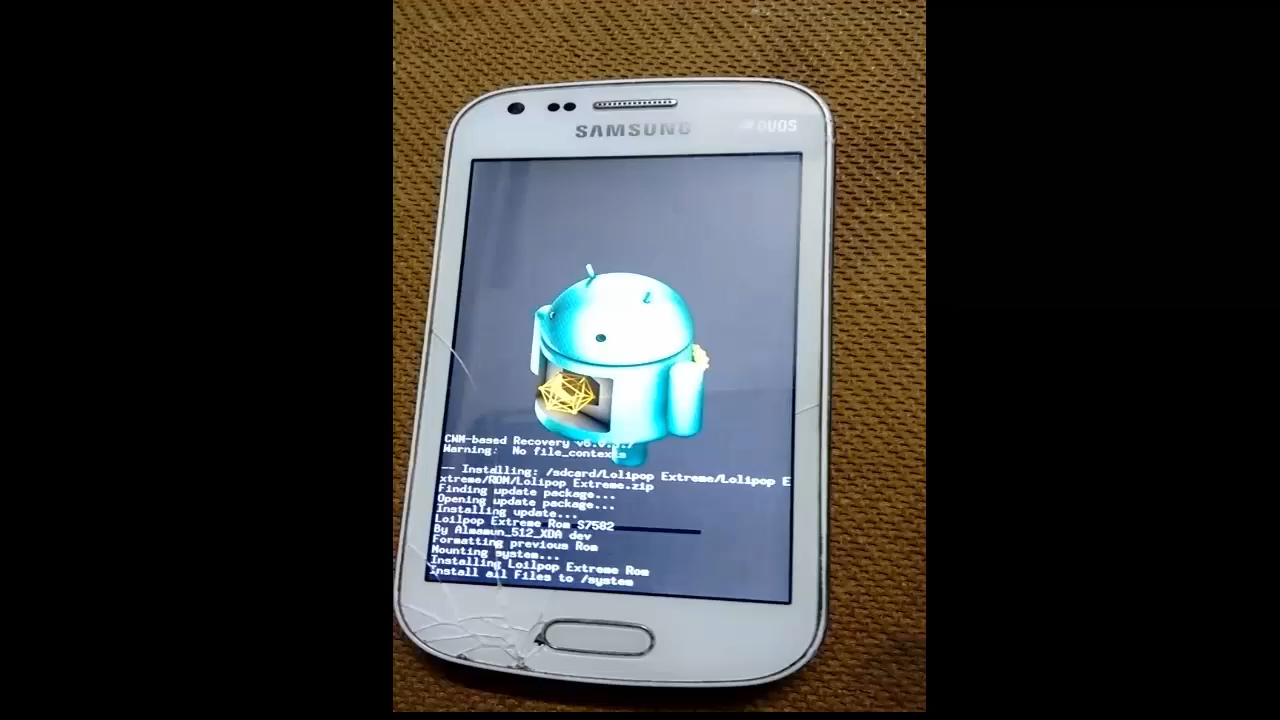 SAMSUNG
DUOS
CWM-based Recovery
Warning: No file_contexts
-- Installing: /sdcard/Lolipop Extreme/Lolipop E
xtreme/ROM/Lolipop Extreme.zip
Finding update package...
Opening update package...
Installing update...
Loilpop Extreme Rom S7582
By Almamun_512_XDA dev
Formatting previous Rom
Mounting system...
Installing Loilpop Extreme Rom
Install all Files to /system